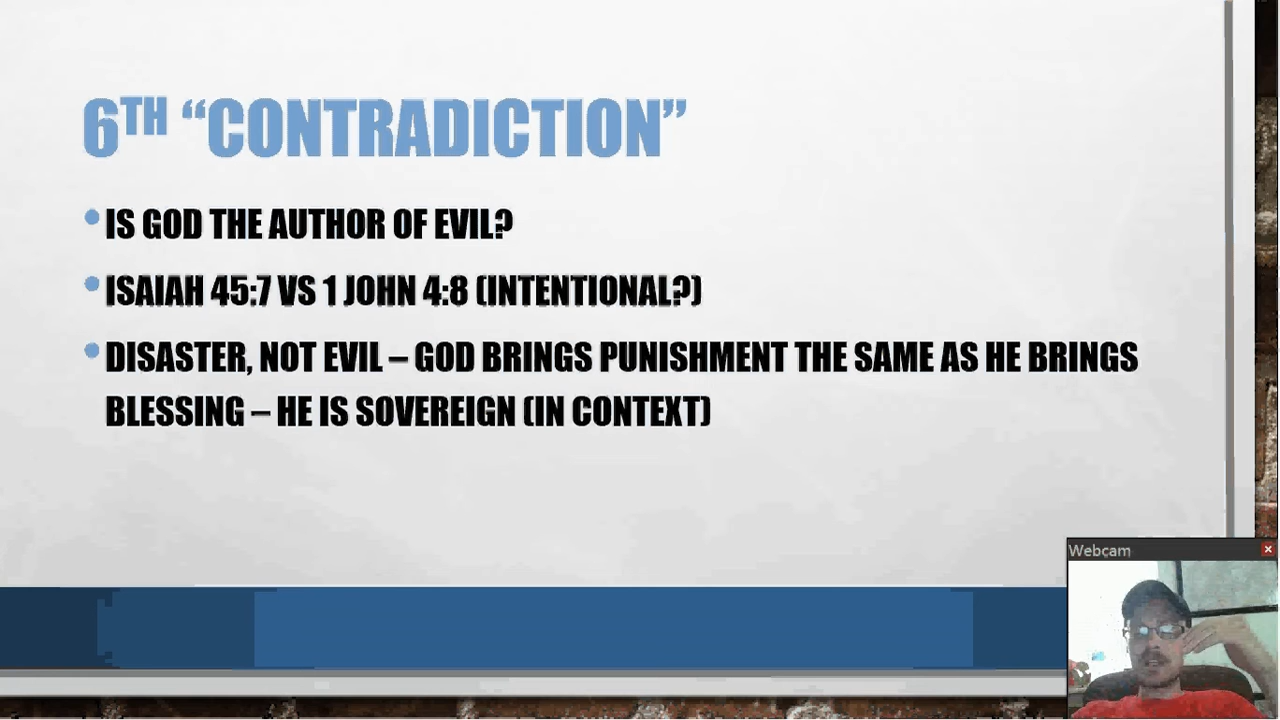 6TH “CONTRADICTION”
IS GOD THE AUTHOR OF EVIL?
ISAIAH 45:7 VS 1 JOHN 4:8 (INTENTIONAL?)
DISASTER, NOT EVIL – GOD BRINGS PUNISHMENT THE SAME AS HE BRINGS
BLESSING – HE IS SOVEREIGN (IN CONTEXT)
Webcam